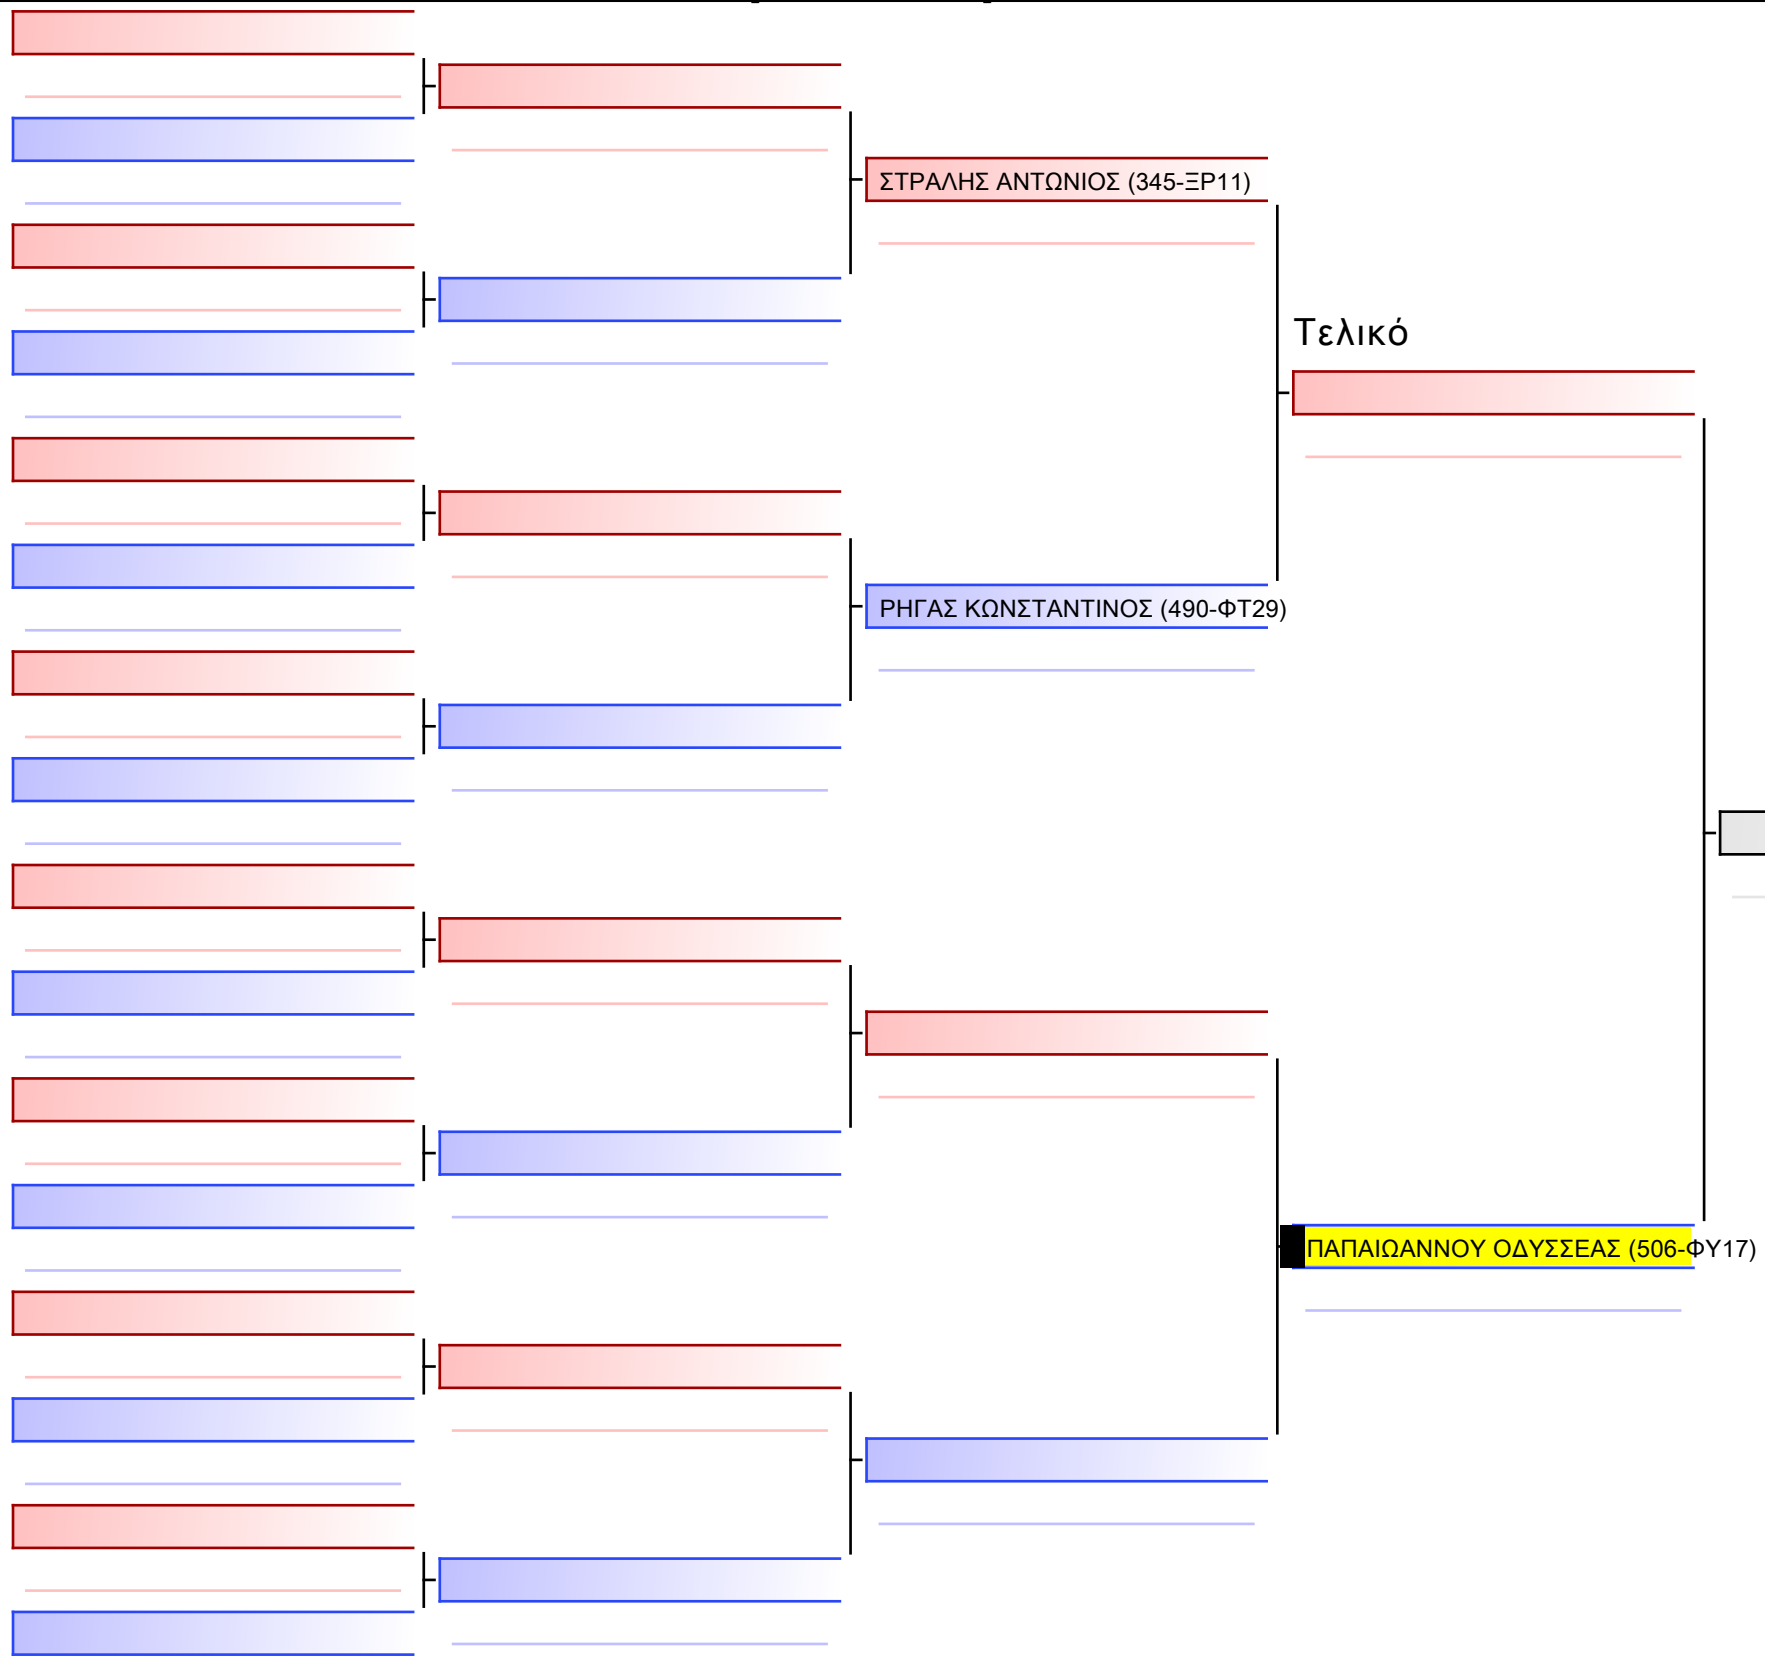 ΣΤΡΑΛΗΣ ΑΝΤΩΝΙΟΣ (345-ΞΡ11)
Τελικό
ΡΗΓΑΣ ΚΩΝΣΤΑΝΤΙΝΟΣ (490-ΦΤ29)
ΠΑΠΑΙΩΑΝΝΟΥ ΟΔΥΣΣΕΑΣ (506-ΦΥ17)